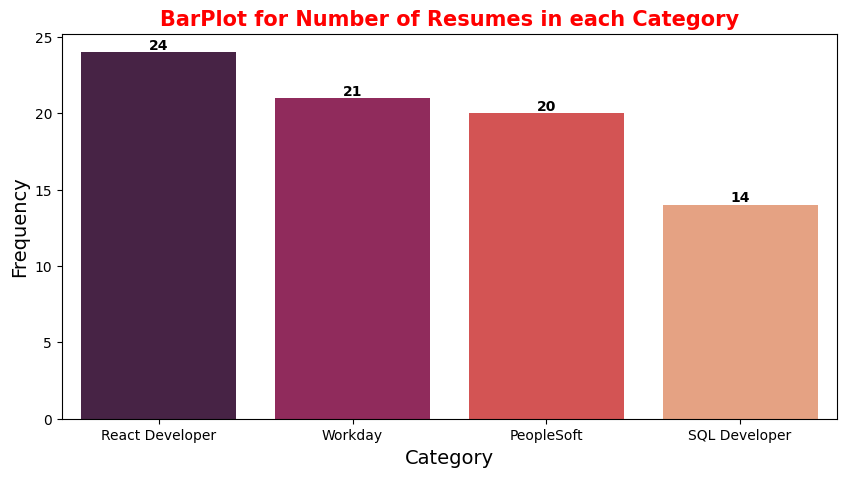 BarPlot for Number of Resumes in each Category
25
20
15
10
5
0
Frequency
24
21
20
14
React Developer
Workday
PeopleSoft
SQL Developer
Category